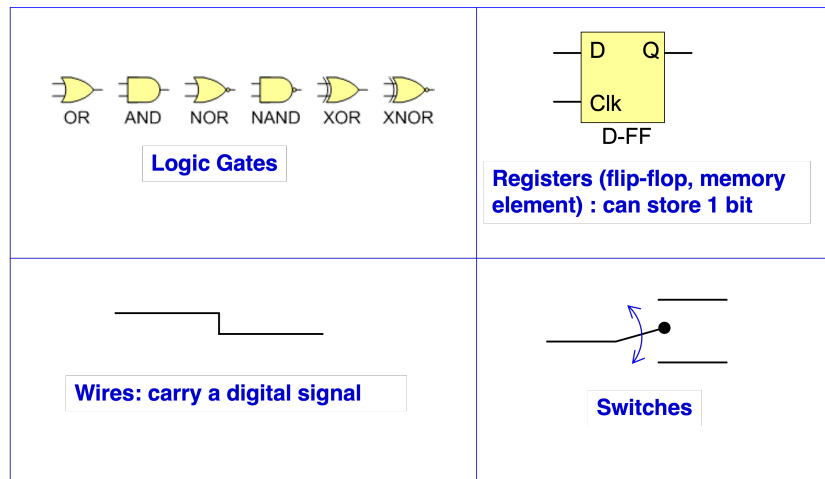 OR AND NOR NAND XOR XNOR
Logic Gates
D Q
Clk
D-FF
Registers (flip-flop, memory
element) : can store 1 bit
Wires: carry a digital signal
Switches